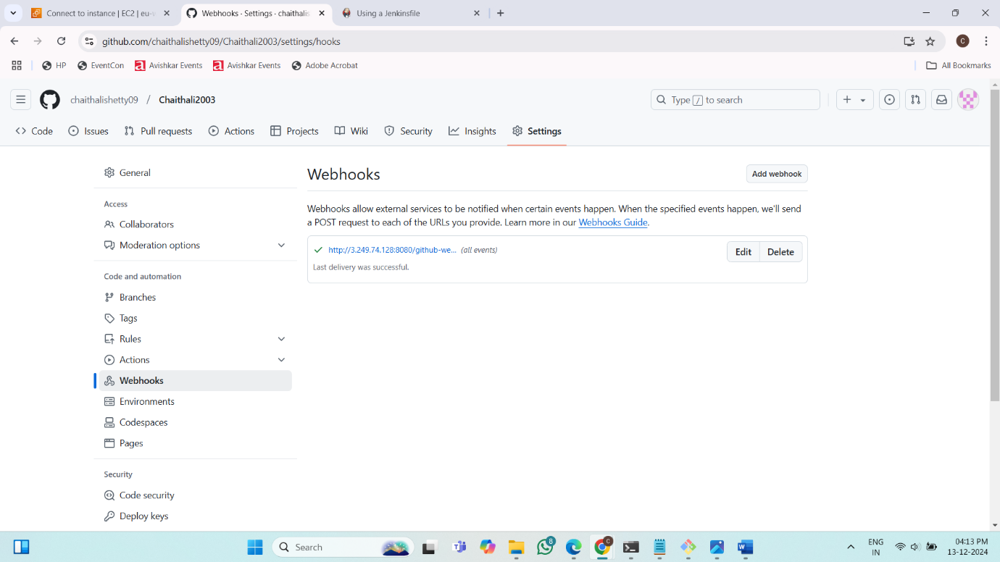 Connect to instance | EC2 | eu-w
Webhooks · Settings · chaithalis
Using a Jenkinsfile
github.com/chaithalishetty09/Chaithali2003/settings/hooks
C
HP
EventCon
Avishkar Events
Avishkar Events
Adobe Acrobat
All Bookmarks
chaithalishetty09 / Chaithali2003
Type / to search
Code
Issues
Pull requests
Actions
Projects
Wiki
Security
Insights
Settings
General
Access
Collaborators
Moderation options
Code and automation
Branches
Tags
Rules
Actions
Webhooks
Environments
Codespaces
Pages
Security
Code security
Deploy keys
Webhooks
Add webhook
Webhooks allow external services to be notified when certain events happen. When the specified events happen, we'll send
a POST request to each of the URLs you provide. Learn more in our Webhooks Guide.
http://3.249.74.128:8080/github-we... (all events)
Edit
Delete
Last delivery was successful.
Search
8
C
ENG
IN
04:13 PM
13-12-2024